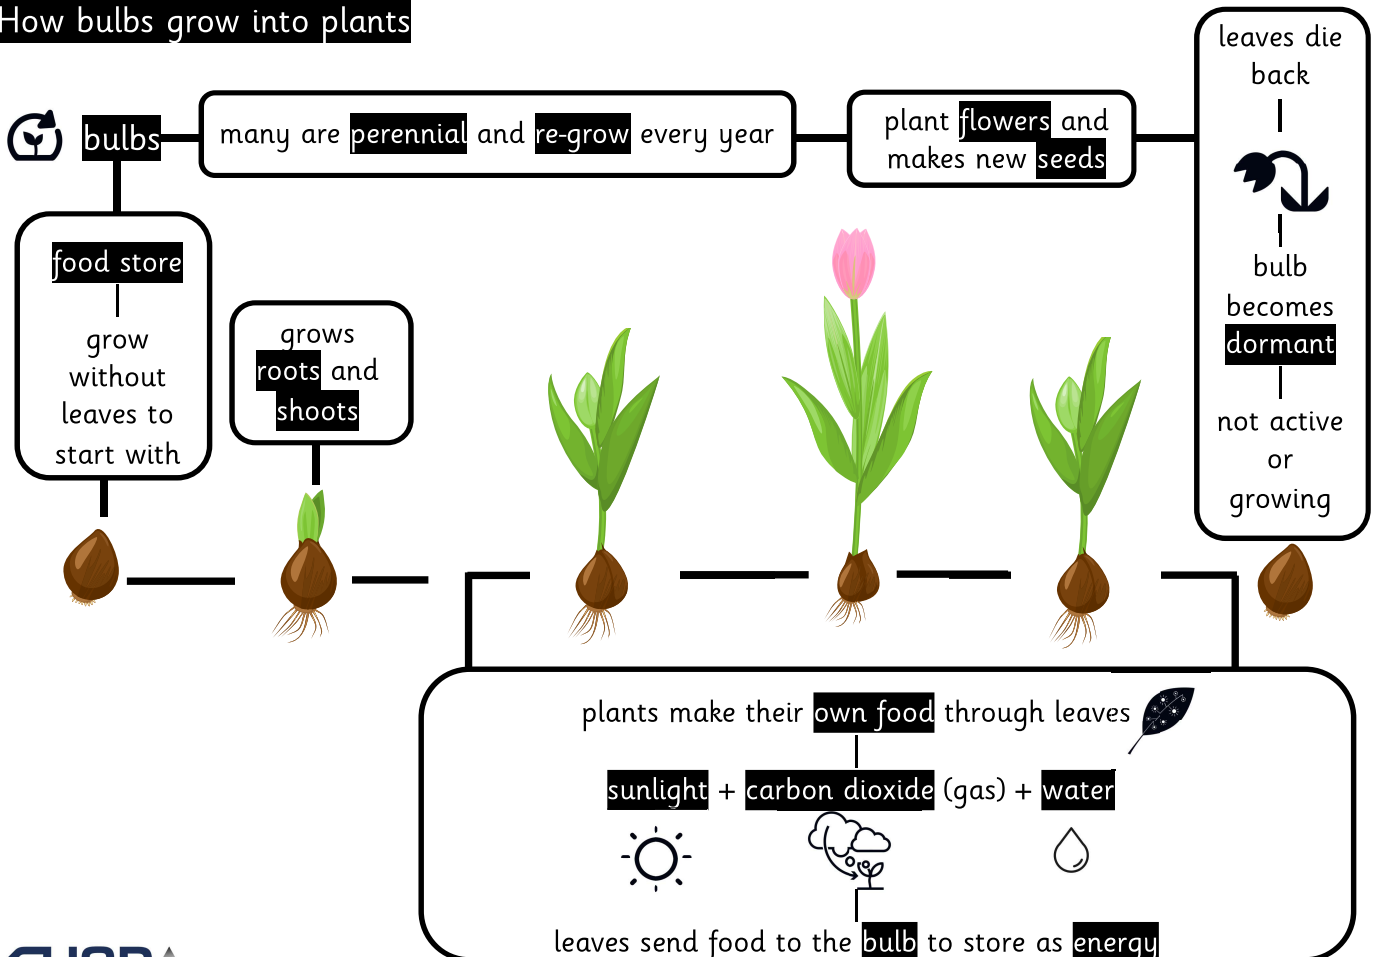 How bulbs grow into plants
bulbs
many are perennial and re-grow every year
plant flowers and
makes new seeds
leaves die
back
bulb
becomes
dormant
not active
or
growing
food store
grow
without
leaves to
start with
grows
roots and
shoots
plants make their own food through leaves
sunlight + carbon dioxide (gas) + water
leaves send food to the bulb to store as energy